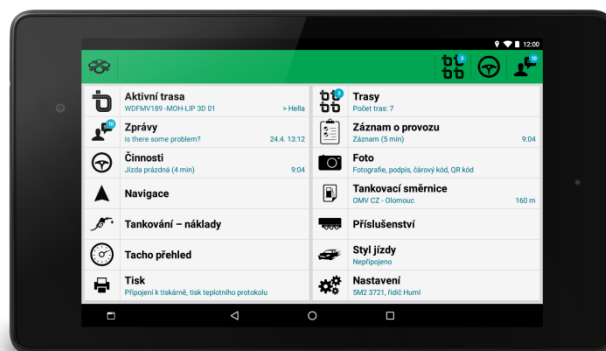 12:00
3
10
Aktivní trasa
WDFMV189 -MOH-LIP 3D 01 > Hella
Zprávy
is there some problem? 24.4. 13:12
10
Činnosti
Jízda prázdná (4 min) 9:04
Navigace
Tankování – náklady
Tacho přehled
Tisk
Připojení k tiskárně, tisk teplotního protokolu
Trasy
Počet tras: 7
Záznam o provozu
Záznam (5 min) 9:04
Foto
Fotografie, podpis, čárový kód, QR kód
Tankovací směrnice
OMV CZ - Olomouc 160 m
Příslušenství
Styl jízdy
Nepřipojeno
Nastavení
5M2 3721, řidič Huml